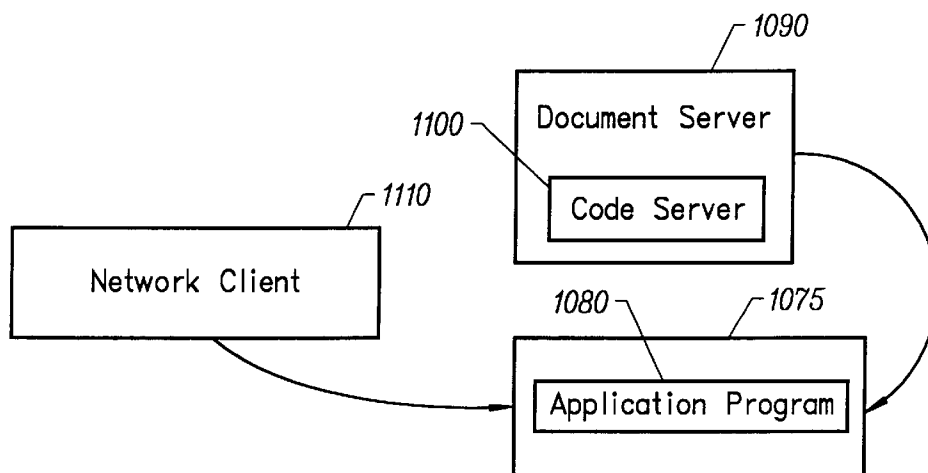 1090
Document Server
1100
Code Server
1110
Network Client
1080
1075
Application Program